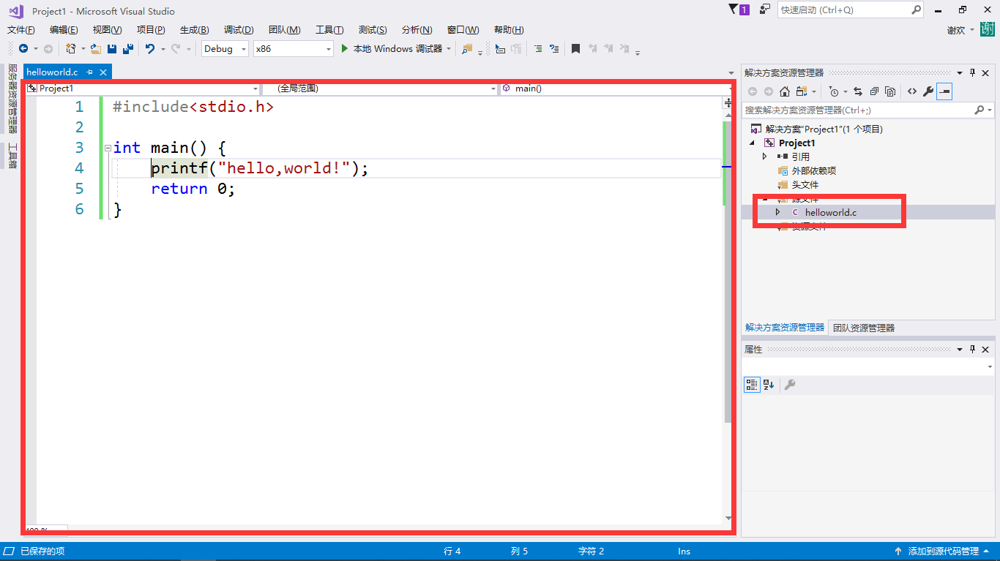 Project1 - Microsoft Visual Studio
1
快速启动 (Ctrl+Q)
文件(F) 编辑(E) 视图(V) 项目(P) 生成(B) 调试(D) 团队(M) 工具(T) 测试(S) 分析(N) 窗口(W) 帮助(H)
谢欢
谢
Debug x86 本地 Windows 调试器
服务器资源管理器
工具箱
helloworld.c
Project1 (全局范围) main()
1 #include<stdio.h>
2
3 int main() {
4 printf("hello,world!");
5 return 0;
6 }
100 %
解决方案资源管理器
搜索解决方案资源管理器(Ctrl+;)
解决方案"Project1"(1 个项目)
Project1
引用
外部依赖项
头文件
源文件
helloworld.c
资源文件
解决方案资源管理器 团队资源管理器
属性
已保存的项 行 4 列 5 字符 2 Ins 添加到源代码管理